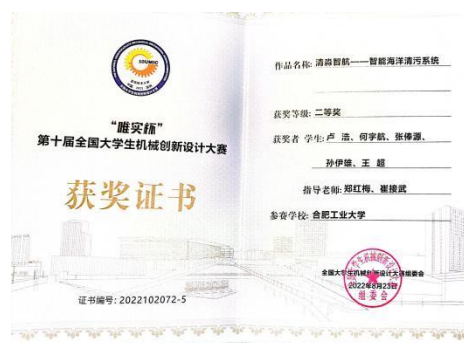 SDUMIC
“唯实杯”
第十届全国大学生机械创新设计大赛
获奖证书
证书编号: 2022102072-5
作品名称: 清淼智航——智能海洋清污系统
获奖等级: 二等奖
获奖者 学生: 卢 浩、何宇航、张倖源、
孙伊雄、王 超
指导老师: 郑红梅、崔接武
参赛学校: 合肥工业大学
全国大学生机械创新设计大赛组委会
2022年8月23日
组委会